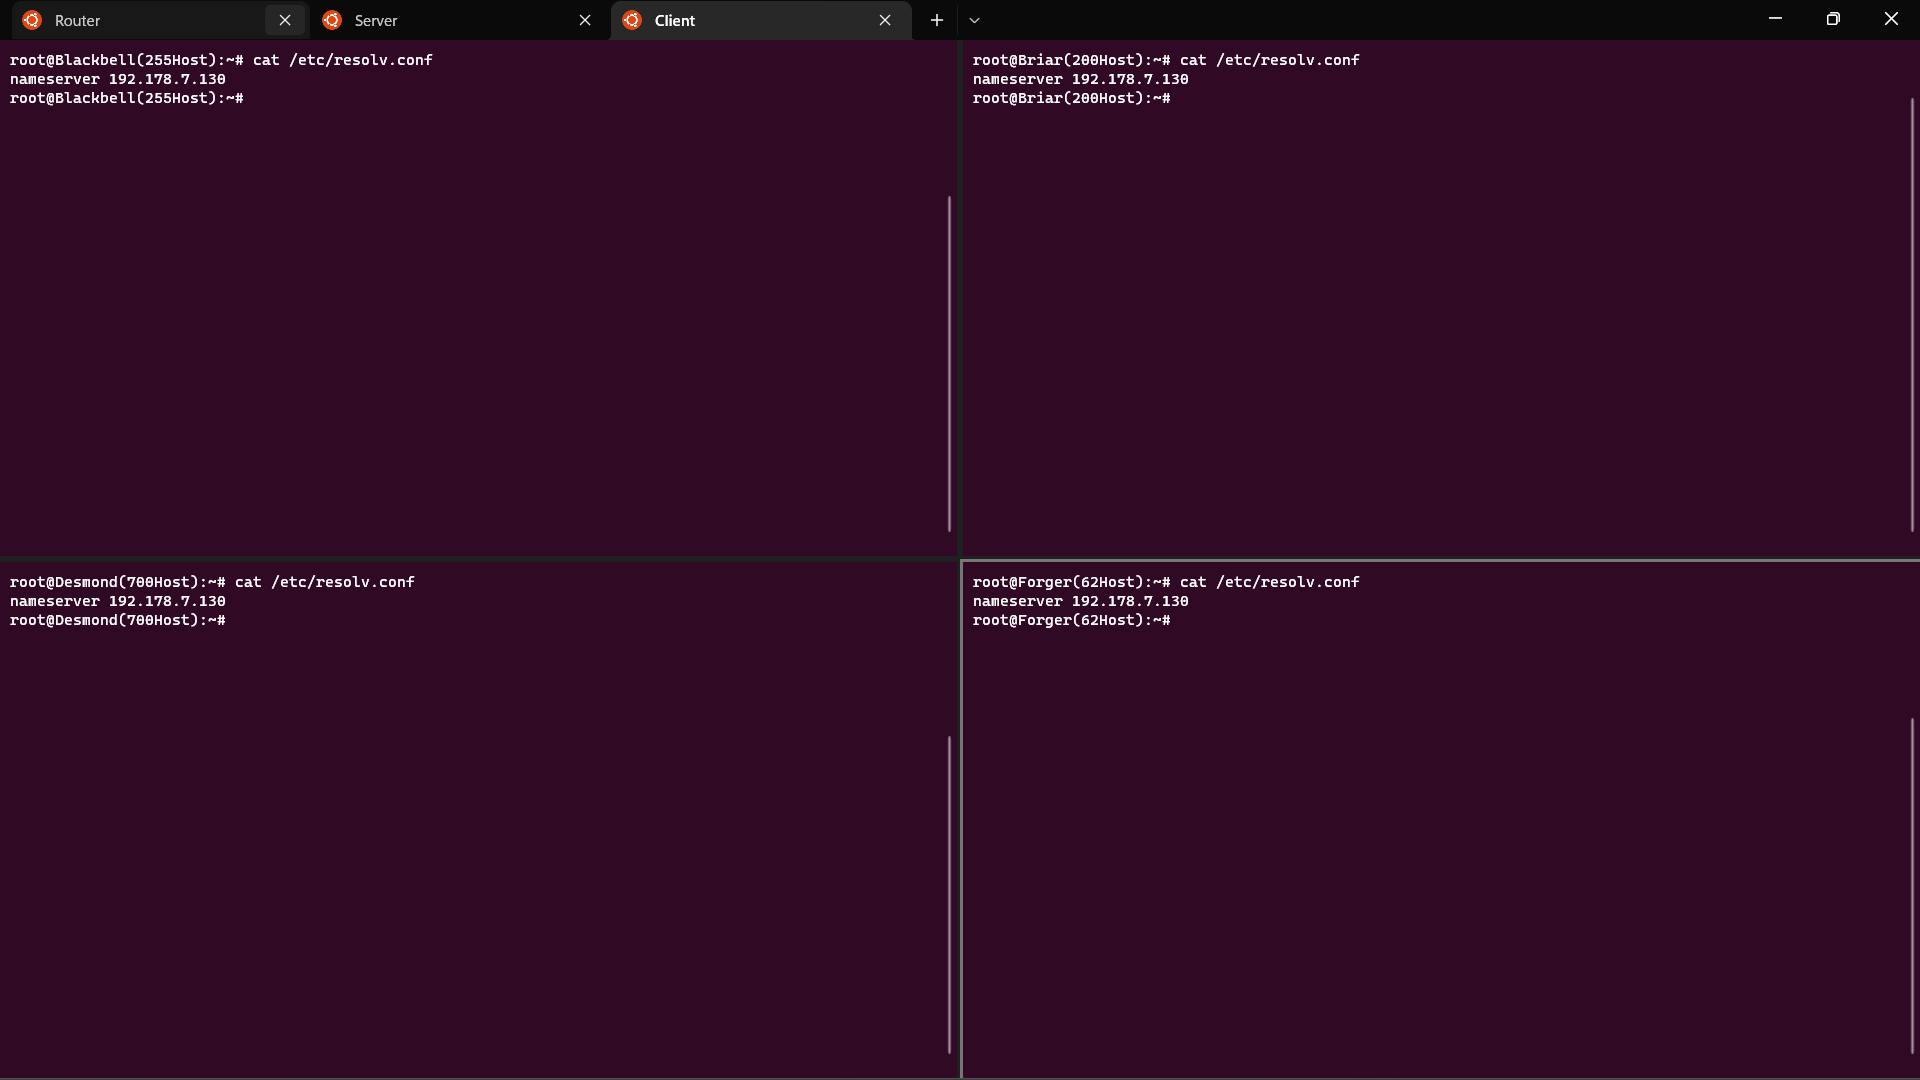 Router
Server
Client
root@Blackbell(255Host):~# cat /etc/resolv.conf
nameserver 192.178.7.130
root@Blackbell(255Host):~#
root@Briar(200Host):~# cat /etc/resolv.conf
nameserver 192.178.7.130
root@Briar(200Host):~#
root@Desmond(700Host):~# cat /etc/resolv.conf
nameserver 192.178.7.130
root@Desmond(700Host):~#
root@Forger(62Host):~# cat /etc/resolv.conf
nameserver 192.178.7.130
root@Forger(62Host):~#